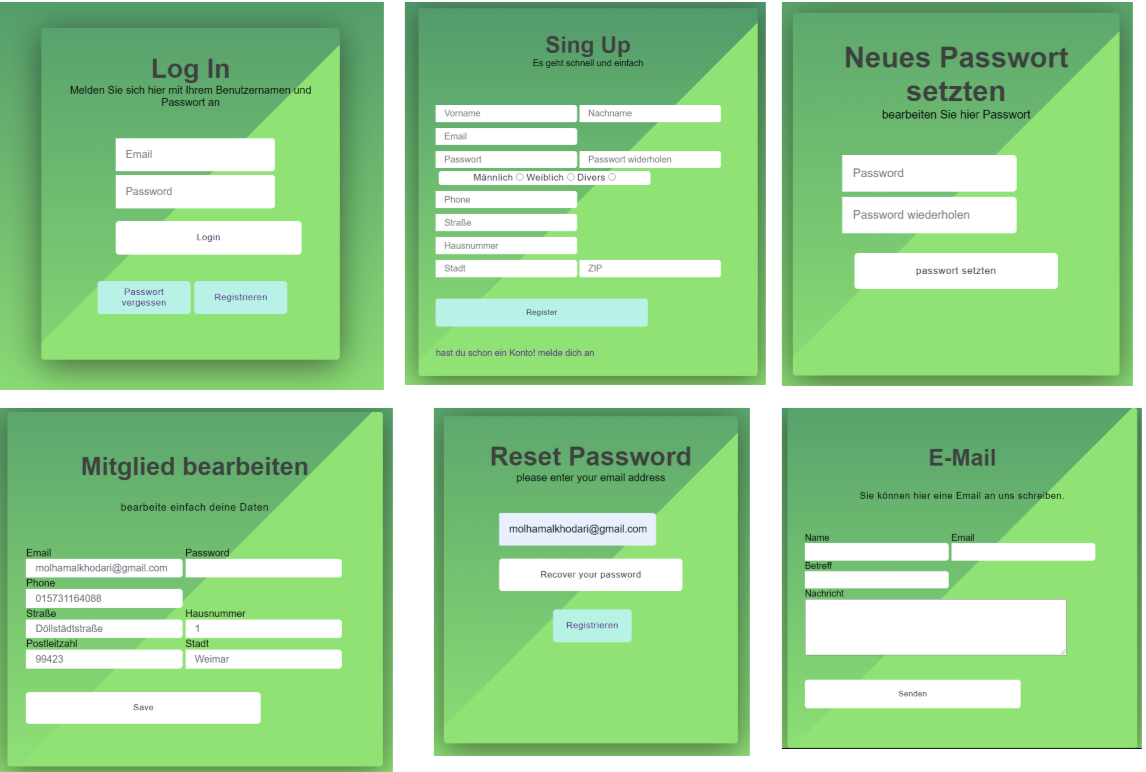 Log In
Melden Sie sich hier mit Ihrem Benutzernamen und
Passwort an
Email
Password
Login
Passwort
vergessen
Registrieren
Sing Up
Es geht schnell und einfach
Vorname
Nachname
Email
Passwort
Passwort widerholen
Männlich Weiblich Divers
Phone
Straße
Hausnummer
Stadt
ZIP
Register
hast du schon ein Konto! melde dich an
Neues Passwort
setzten
bearbeiten Sie hier Passwort
Password
Password wiederholen
passwort setzten
Mitglied bearbeiten
bearbeite einfach deine Daten
Email
Password
molhamalkhodari@gmail.com
Phone
015731164088
Straße
Hausnummer
Döllstädtstraße
1
Postleitzahl
Stadt
99423
Weimar
Save
Reset Password
please enter your email address
molhamalkhodari@gmail.com
Recover your password
Registrieren
E-Mail
Sie können hier eine Email an uns schreiben.
Name
Email
Betreff
Nachricht
Senden